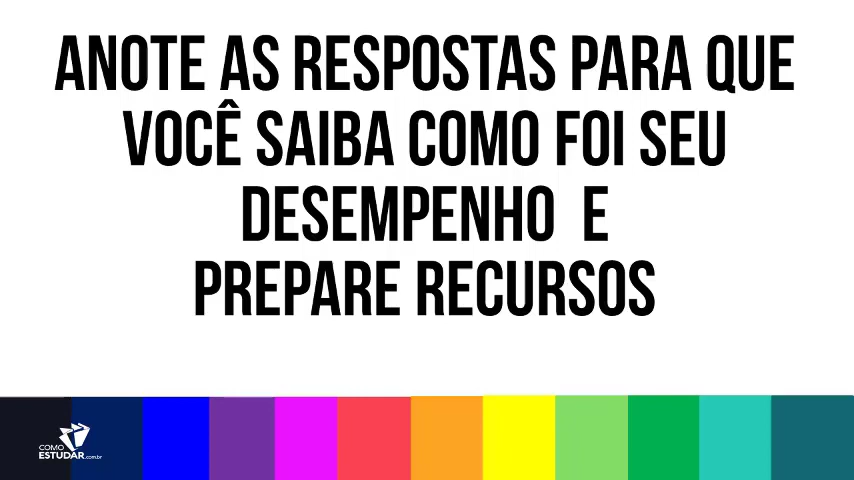 ANOTE AS RESPOSTAS PARA QUE
VOCÊ SAIBA COMO FOI SEU
DESEMPENHO E
PREPARE RECURSOS
COMO
ESTUDAR.com.br